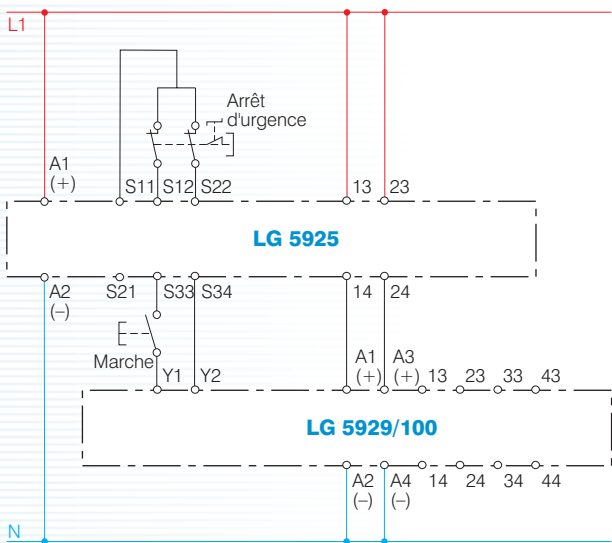 L1
Arrêt
d'urgence
A1
(+)
S11 S12 S22 13 23
LG 5925
A2
(–)
S21 S33 S34 14 24
Marche
Y1 Y2
A1
(+)
A3
(+)
13 23 33 43
LG 5929/100
A2
(–)
A4
(–)
14 24 34 44
N